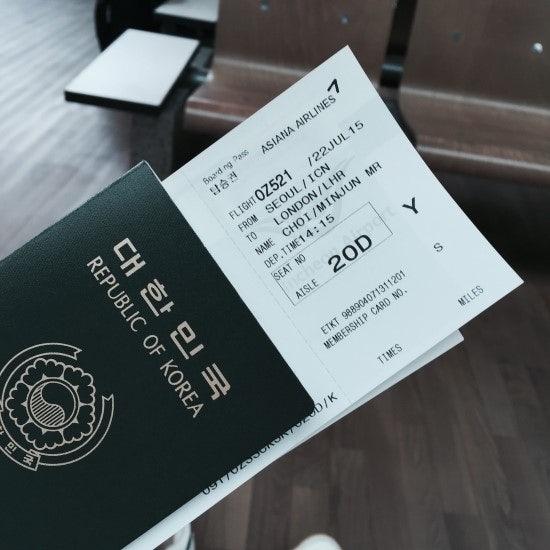 대한민국
REPUBLIC OF KOREA
Boarding Pass ASIANA AIRLINES 7
탑승권
FLIGHT OZ521 /22JUL15
FROM SEOUL/ICN
TO LONDON/LHR
NAME CHOI/MINJUN MR
DEP.TIME 14:15
SEAT NO 20D Y
AISLE S
ETKT 988904071311201
MEMBERSHIP CARD NO.
TIMES MILES